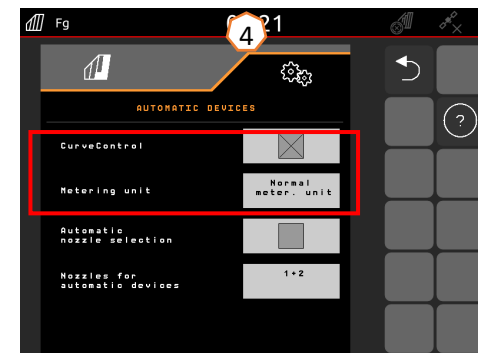 Fg
21
4
AUTOMATIC DEVICES
CurveControl
Metering unit
Normal
meter. unit
Automatic
nozzle selection
Nozzles for
automatic devices
1+2
?